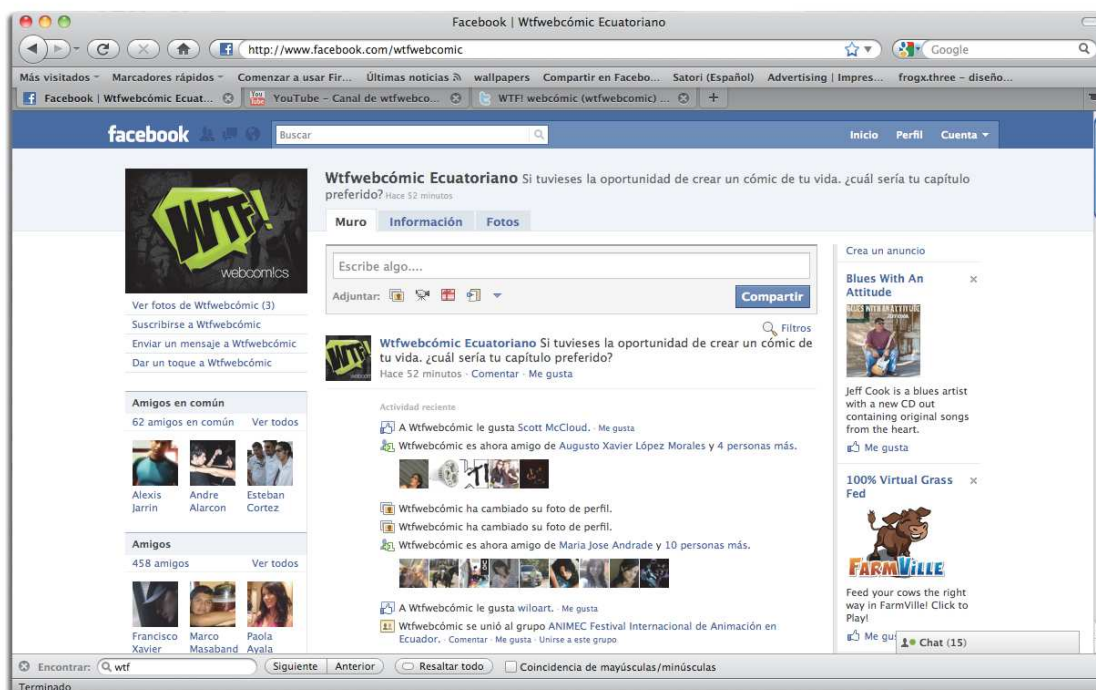 Facebook | Wtfwebcómic Ecuatoriano
http://www.facebook.com/wtfwebcomic
Google
Más visitados Marcadores rápidos Comenzar a usar Fir... Últimas noticias wallpapers Compartir en Facebo... Satori (Español) Advertising | Impres... frogx.three – diseño...
Facebook | Wtfwebcómic Ecuat... YouTube – Canal de wtfwebco... WTF! webcómic (wtfwebcomic) ...
facebook
Buscar
Inicio Perfil Cuenta
WTF!
webcomics
Wtfwebcómic Ecuatoriano Si tuvieses la oportunidad de crear un cómic de tu vida. ¿cuál sería tu capítulo
preferido? Hace 52 minutos
Muro Información Fotos
Escribe algo....
Adjuntar:
Compartir
Filtros
Ver fotos de Wtfwebcómic (3)
Suscribirse a Wtfwebcómic
Enviar un mensaje a Wtfwebcómic
Dar un toque a Wtfwebcómic
Amigos en común
62 amigos en común Ver todos
Alexis
Jarrin
Andre
Alarcon
Esteban
Cortez
Amigos
458 amigos Ver todos
Francisco
Xavier
Marco
Masaband
Paola
Ayala
WTF!
Wtfwebcómic Ecuatoriano Si tuvieses la oportunidad de crear un cómic de
tu vida. ¿cuál sería tu capítulo preferido?
Hace 52 minutos · Comentar · Me gusta
Actividad reciente
A Wtfwebcómic le gusta Scott McCloud. · Me gusta
Wtfwebcómic es ahora amigo de Augusto Xavier López Morales y 4 personas más.
Wtfwebcómic ha cambiado su foto de perfil.
Wtfwebcómic ha cambiado su foto de perfil.
Wtfwebcómic es ahora amigo de Maria Jose Andrade y 10 personas más.
A Wtfwebcómic le gusta wiloart. · Me gusta
Wtfwebcómic se unió al grupo ANIMEC Festival Internacional de Animación en
Ecuador. · Comentar · Me gusta · Unirse a este grupo
Crea un anuncio
Blues With An
Attitude
BLUES WITH AN ATTITUDE
Jeff Cook is a blues artist
with a new CD out
containing original songs
from the heart.
Me gusta
100% Virtual Grass
Fed
FARMVILLE
Feed your cows the right
way in FarmVille! Click to
Play!
Me gu
Chat (15)
Encontrar: wtf Siguiente Anterior Resaltar todo Coincidencia de mayúsculas/minúsculas
Terminado